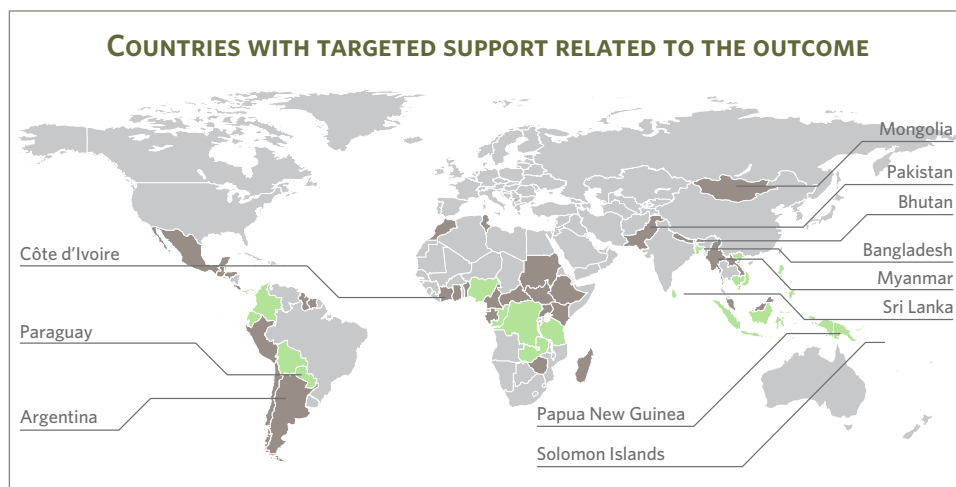 COUNTRIES WITH TARGETED SUPPORT RELATED TO THE OUTCOME
Mongolia
Pakistan
Bhutan
Côte d'Ivoire
Bangladesh
Myanmar
Sri Lanka
Paraguay
Argentina
Papua New Guinea
Solomon Islands